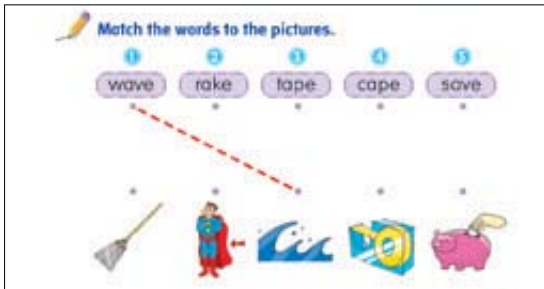 Match the words to the pictures.
1 2 3 4 5
wave rake tape cape save